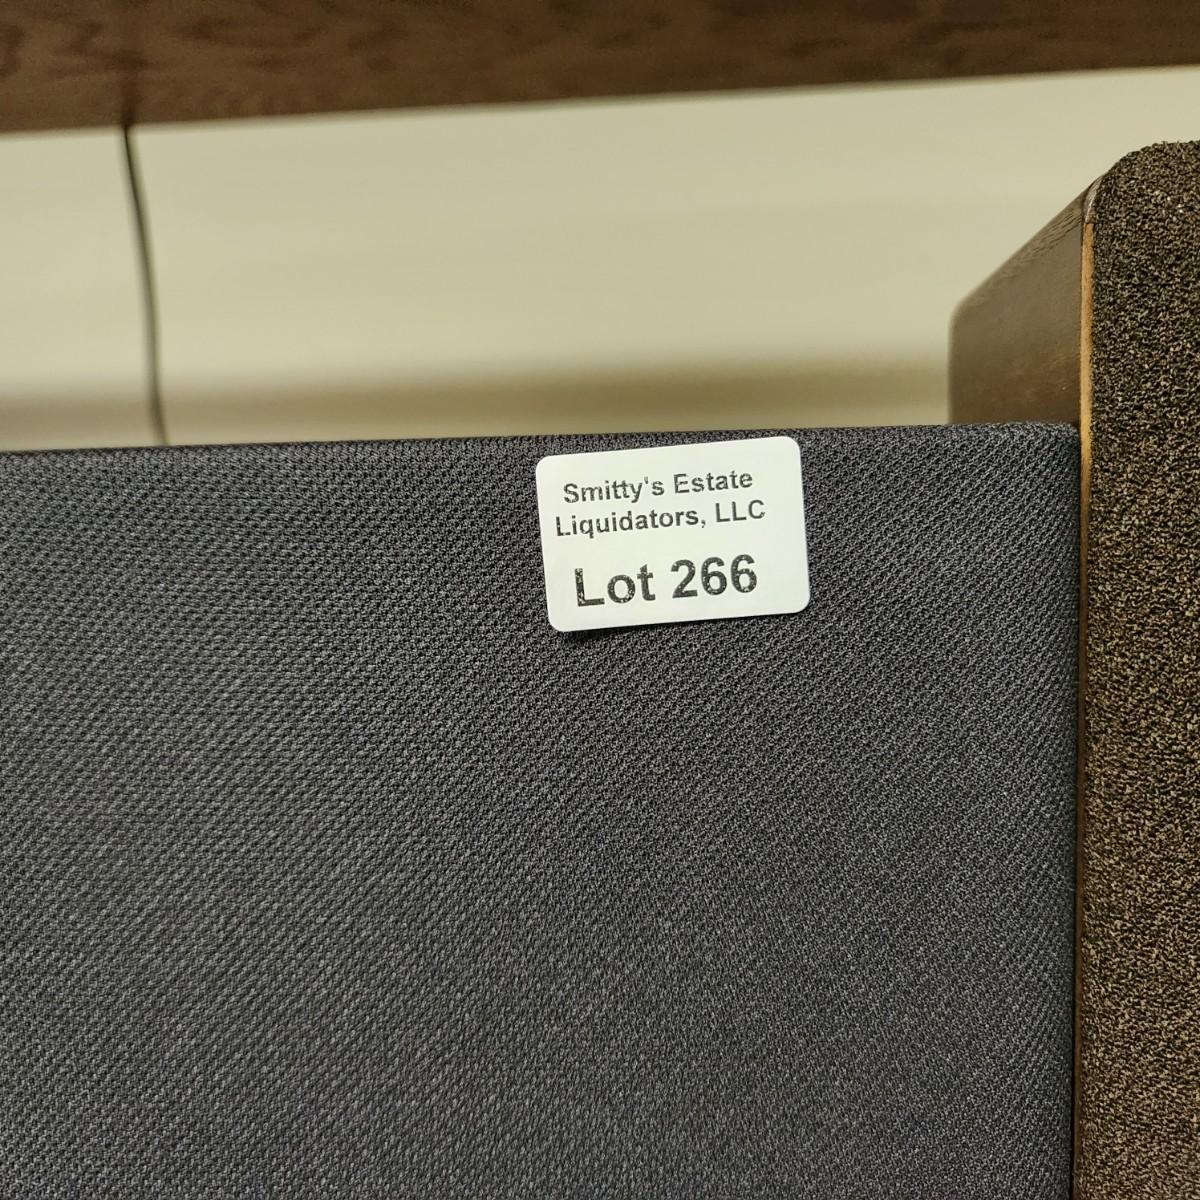 Smitty's Estate
Liquidators, LLC
Lot 266